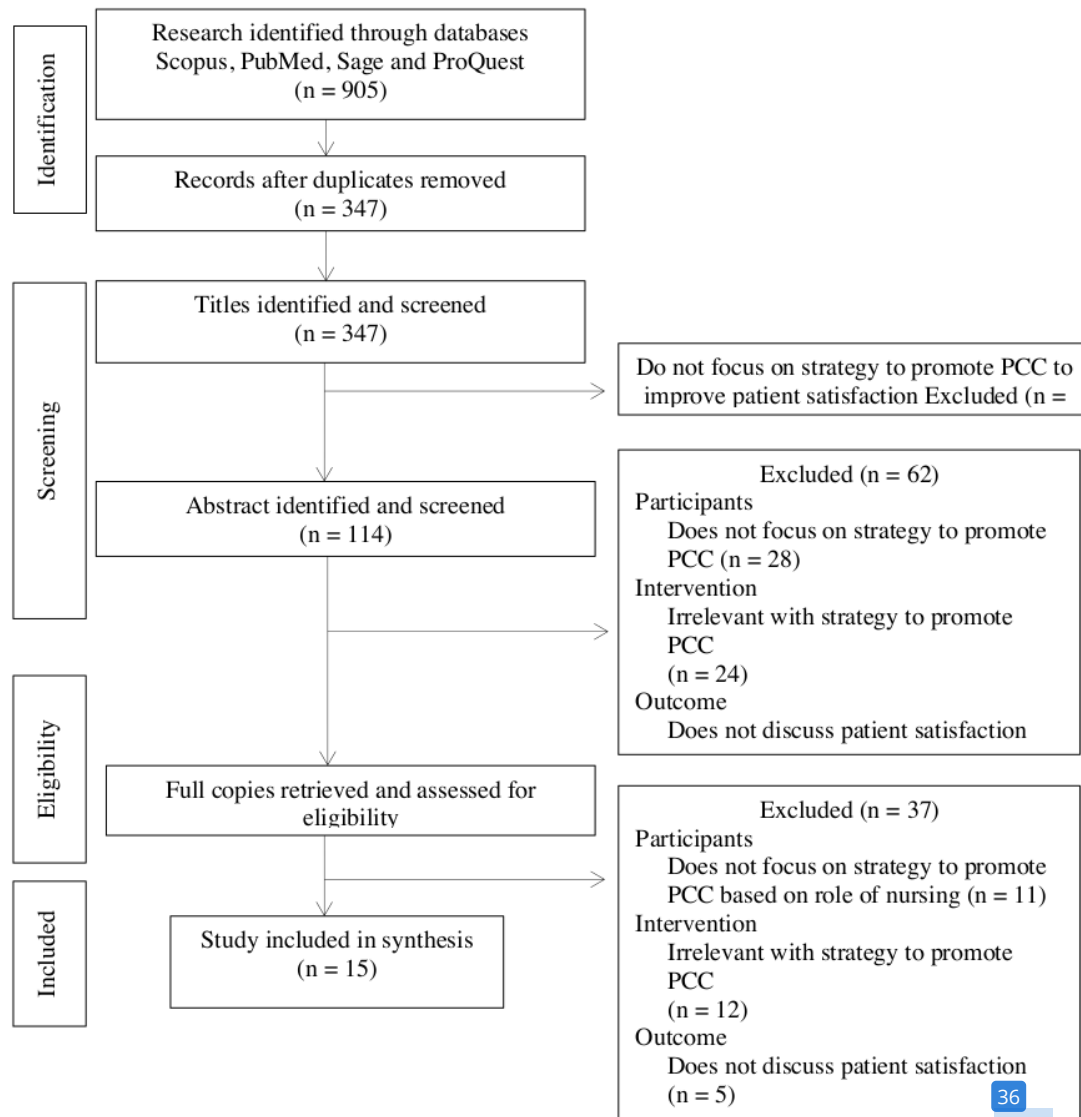 Identification
Research identified through databases
Scopus, PubMed, Sage and ProQuest
(n = 905)
Records after duplicates removed
(n = 347)
Screening
Titles identified and screened
(n = 347)
Do not focus on strategy to promote PCC to
improve patient satisfaction Excluded (n =
Abstract identified and screened
(n = 114)
Excluded (n = 62)
Participants
Does not focus on strategy to promote
PCC (n = 28)
Intervention
Irrelevant with strategy to promote
PCC
(n = 24)
Outcome
Does not discuss patient satisfaction
Eligibility
Full copies retrieved and assessed for
eligibility
Excluded (n = 37)
Participants
Does not focus on strategy to promote
PCC based on role of nursing (n = 11)
Intervention
Irrelevant with strategy to promote
PCC
(n = 12)
Outcome
Does not discuss patient satisfaction
(n = 5)
Included
Study included in synthesis
(n = 15)
36